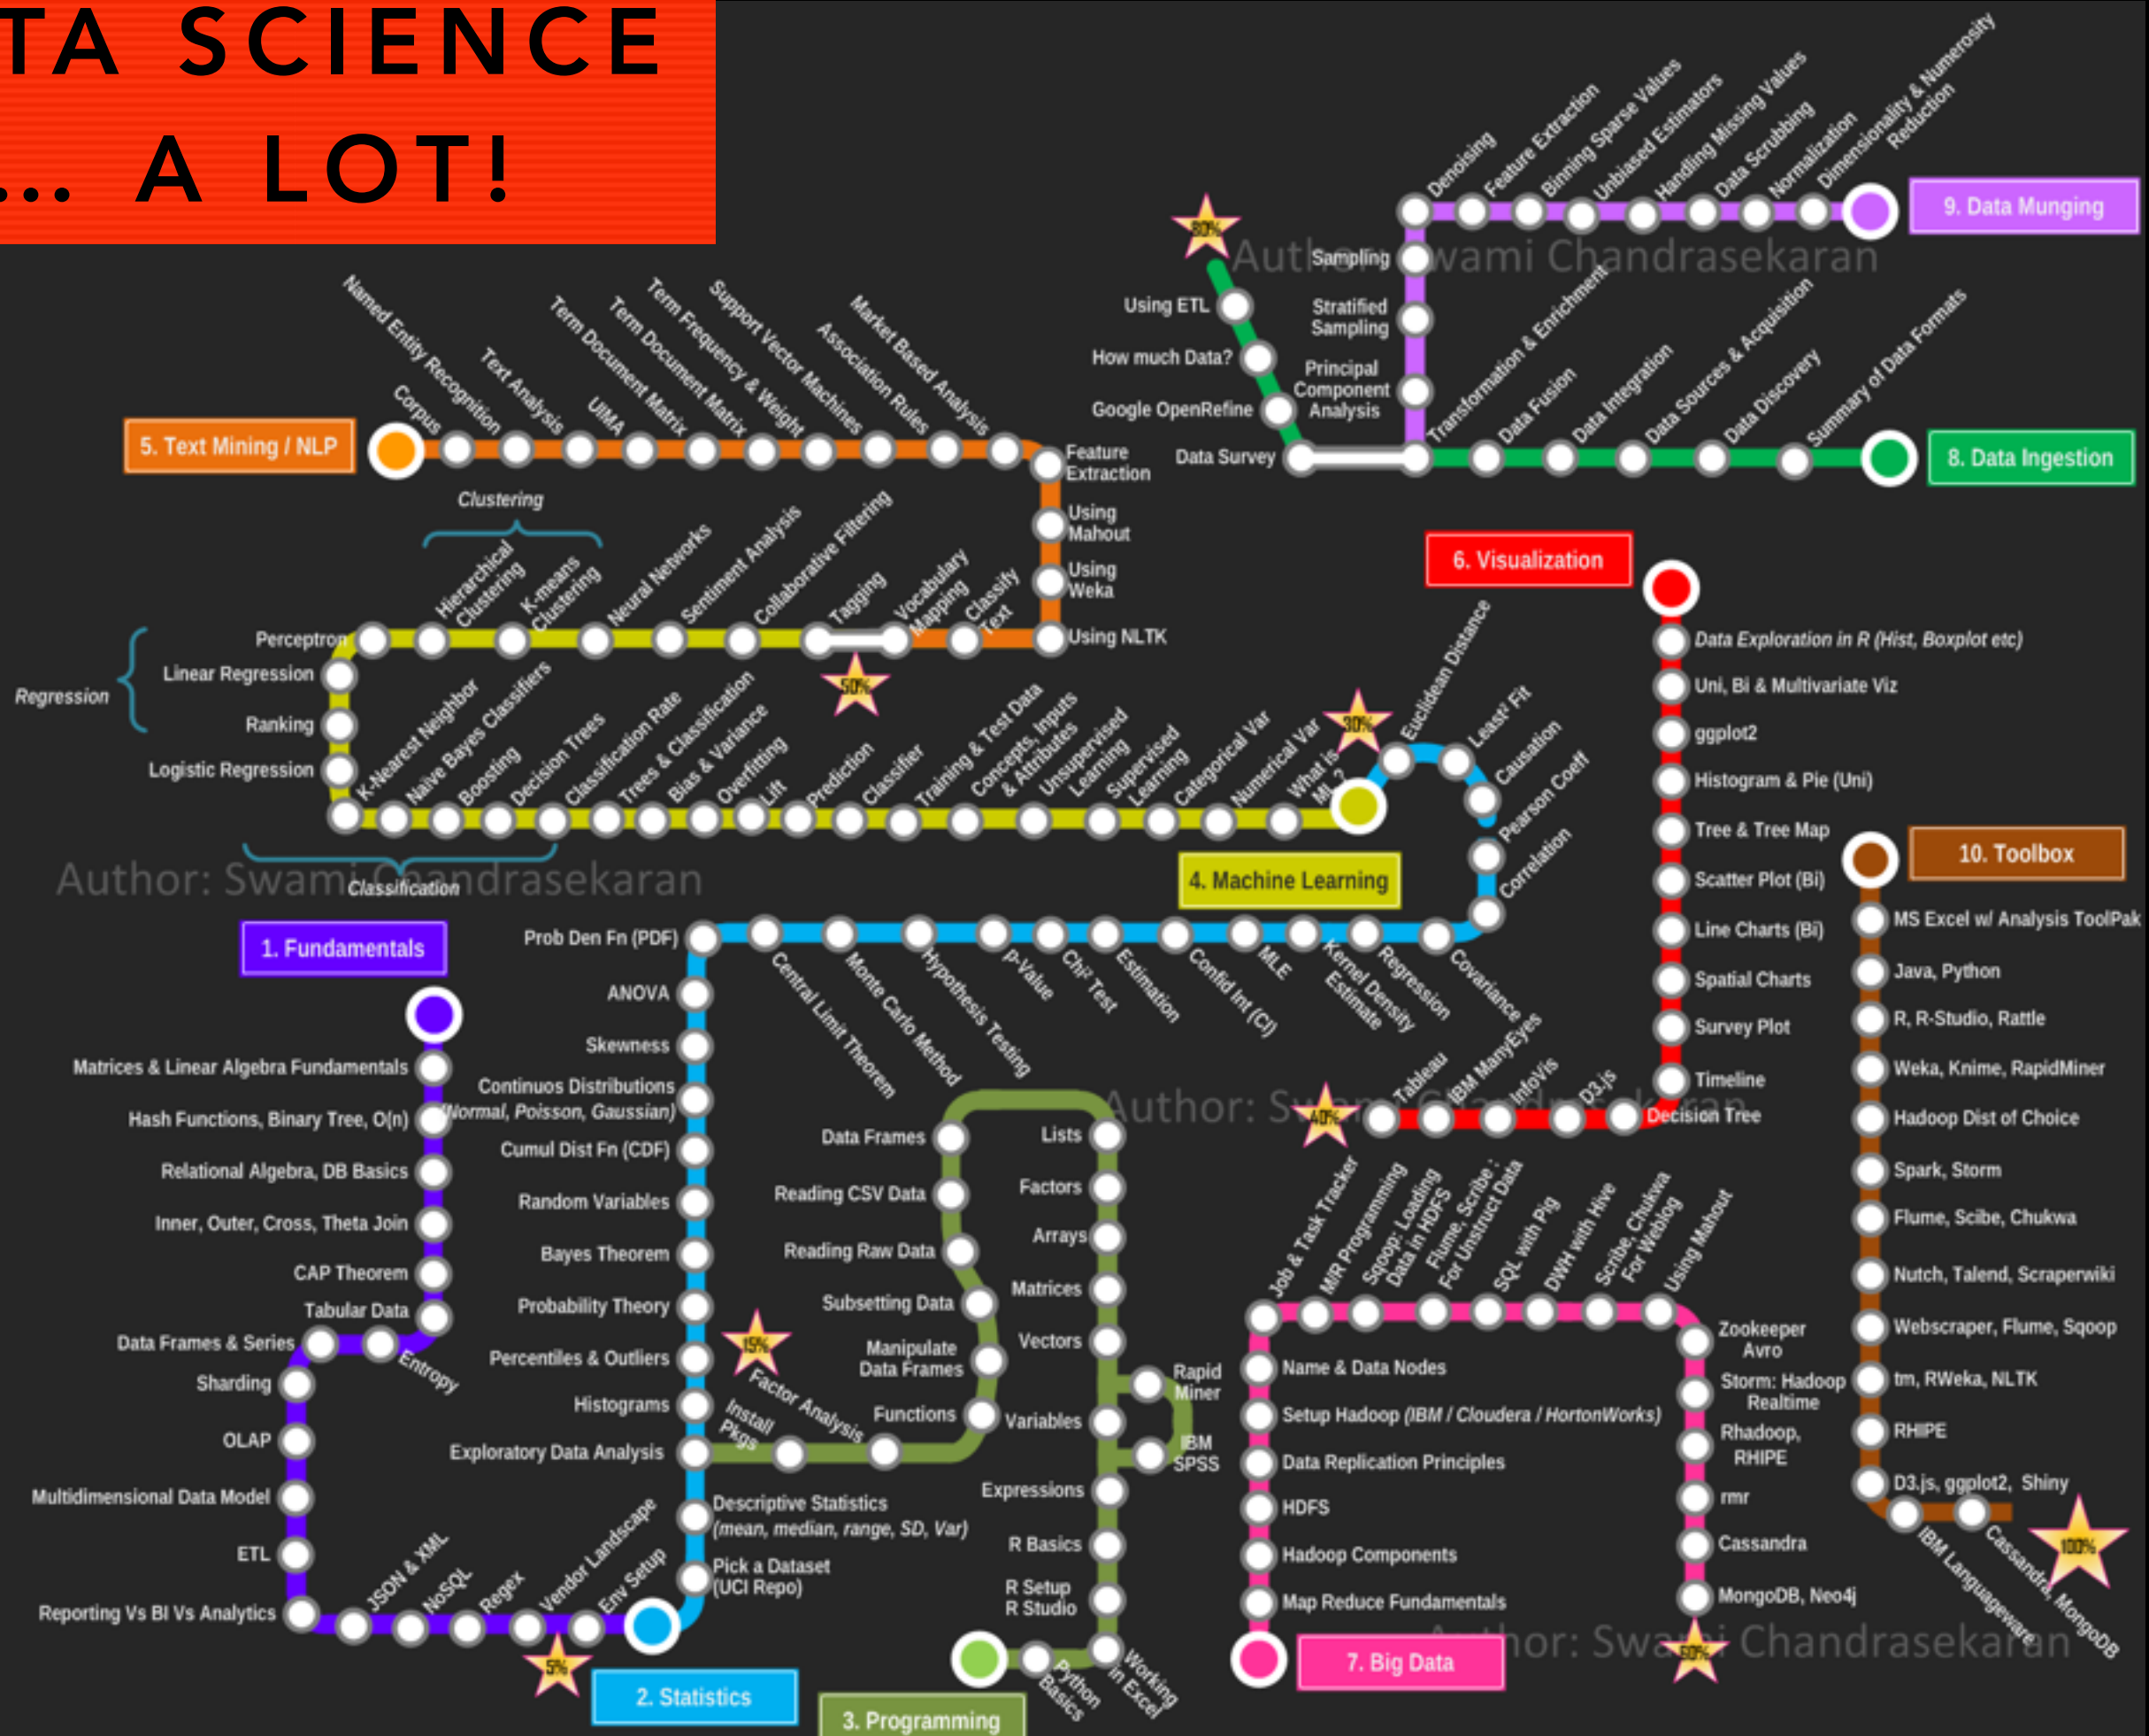 TA SCIENCE
... A LOT!
9. Data Munging
Dimensionality & Numerosity
Reduction
Normalization
Data Scrubbing
Handling Missing Values
Unbiased Estimators
Binning Sparse Values
Feature Extraction
Denoising
Sampling
Stratified
Sampling
Principal
Component
Analysis
Author: Swami Chandrasekaran
80%
Using ETL
How much Data?
Google OpenRefine
Data Survey
Transformation & Enrichment
Data Fusion
Data Integration
Data Sources & Acquisition
Data Discovery
Summary of Data Formats
8. Data Ingestion
5. Text Mining / NLP
Corpus
Named Entity Recognition
Text Analysis
UIMA
Term Document Matrix
Term Document Matrix
Term Frequency & Weight
Support Vector Machines
Association Rules
Market Based Analysis
Feature
Extraction
Using
Mahout
Using
Weka
Using NLTK
Classify
Text
Vocabulary
Mapping
50%
Tagging
Collaborative Filtering
Sentiment Analysis
Neural Networks
K-means
Clustering
Hierarchical
Clustering
Clustering
Perceptron
Linear Regression
Ranking
Logistic Regression
Regression
K-Nearest Neighbor
Naive Bayes Classifiers
Boosting
Decision Trees
Classification Rate
Trees & Classification
Bias & Variance
Overfitting
Lift
Prediction
Classifier
Training & Test Data
Concepts, Inputs
& Attributes
Unsupervised
Learning
Supervised
Learning
Categorical Var
Numerical Var
What is
ML?
Classification
Author: Swami Chandrasekaran
4. Machine Learning
30%
Euclidean Distance
Least² Fit
Causation
Pearson Coeff
Correlation
Covariance
Regression
Kernel Density
Estimate
MLE
Confid Int (CI)
Estimation
Chi² Test
p-Value
Hypothesis Testing
Monte Carlo Method
Central Limit Theorem
Prob Den Fn (PDF)
ANOVA
Skewness
Continuos Distributions
(Normal, Poisson, Gaussian)
Cumul Dist Fn (CDF)
Random Variables
Bayes Theorem
Probability Theory
Percentiles & Outliers
Histograms
Exploratory Data Analysis
Descriptive Statistics
(mean, median, range, SD, Var)
Pick a Dataset
(UCI Repo)
2. Statistics
1. Fundamentals
Matrices & Linear Algebra Fundamentals
Hash Functions, Binary Tree, O(n)
Relational Algebra, DB Basics
Inner, Outer, Cross, Theta Join
CAP Theorem
Tabular Data
Entropy
Data Frames & Series
Sharding
OLAP
Multidimensional Data Model
ETL
Reporting Vs BI Vs Analytics
JSON & XML
NoSQL
Regex
Vendor Landscape
Env Setup
5%
15%
Install
Pkgs
Factor Analysis
Functions
Manipulate
Data Frames
Subsetting Data
Reading Raw Data
Reading CSV Data
Data Frames
Lists
Factors
Arrays
Matrices
Vectors
Variables
Rapid
Miner
IBM
SPSS
Expressions
R Basics
R Setup
R Studio
Working
in Excel
Python
Basics
3. Programming
6. Visualization
Data Exploration in R (Hist, Boxplot etc)
Uni, Bi & Multivariate Viz
ggplot2
Histogram & Pie (Uni)
Tree & Tree Map
Scatter Plot (Bi)
Line Charts (Bi)
Spatial Charts
Survey Plot
Timeline
Decision Tree
D3.js
InfoVis
IBM ManyEyes
Tableau
40%
Author: Swami Chandrasekaran
Job & Task Tracker
M/R Programming
Sqoop: Loading
Data in HDFS
Flume, Scribe :
For Unstruct Data
SQL with Pig
DWH with Hive
Scribe, Chukwa
For Weblog
Using Mahout
Zookeeper
Avro
Storm: Hadoop
Realtime
Rhadoop,
RHIPE
rmr
Cassandra
MongoDB, Neo4j
60%
Name & Data Nodes
Setup Hadoop (IBM / Cloudera / HortonWorks)
Data Replication Principles
HDFS
Hadoop Components
Map Reduce Fundamentals
7. Big Data
Author: Swami Chandrasekaran
10. Toolbox
MS Excel w/ Analysis ToolPak
Java, Python
R, R-Studio, Rattle
Weka, Knime, RapidMiner
Hadoop Dist of Choice
Spark, Storm
Flume, Scibe, Chukwa
Nutch, Talend, Scraperwiki
Webscraper, Flume, Sqoop
tm, RWeka, NLTK
RHIPE
D3.js, ggplot2, Shiny
IBM Languageware
Cassandra, MongoDB
100%